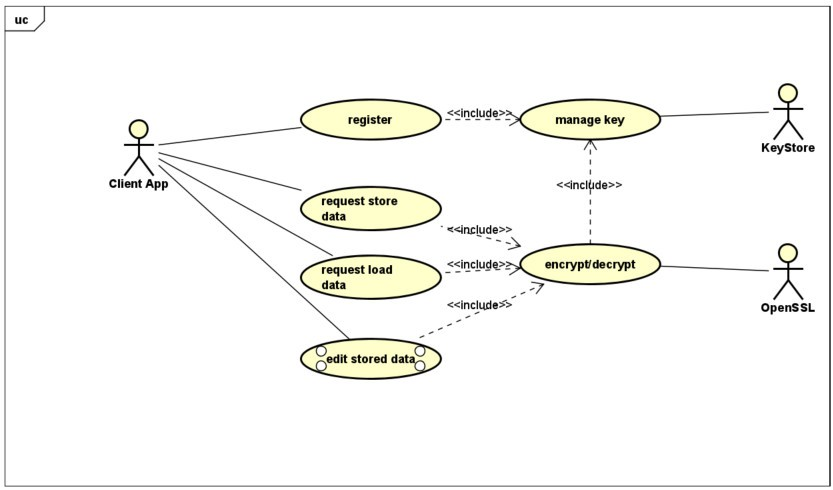 uc
register
<<include>>
manage key
KeyStore
Client App
<<include>>
request store
data
<<include>>
request load
data
<<include>>
encrypt/decrypt
OpenSSL
<<include>>
edit stored data